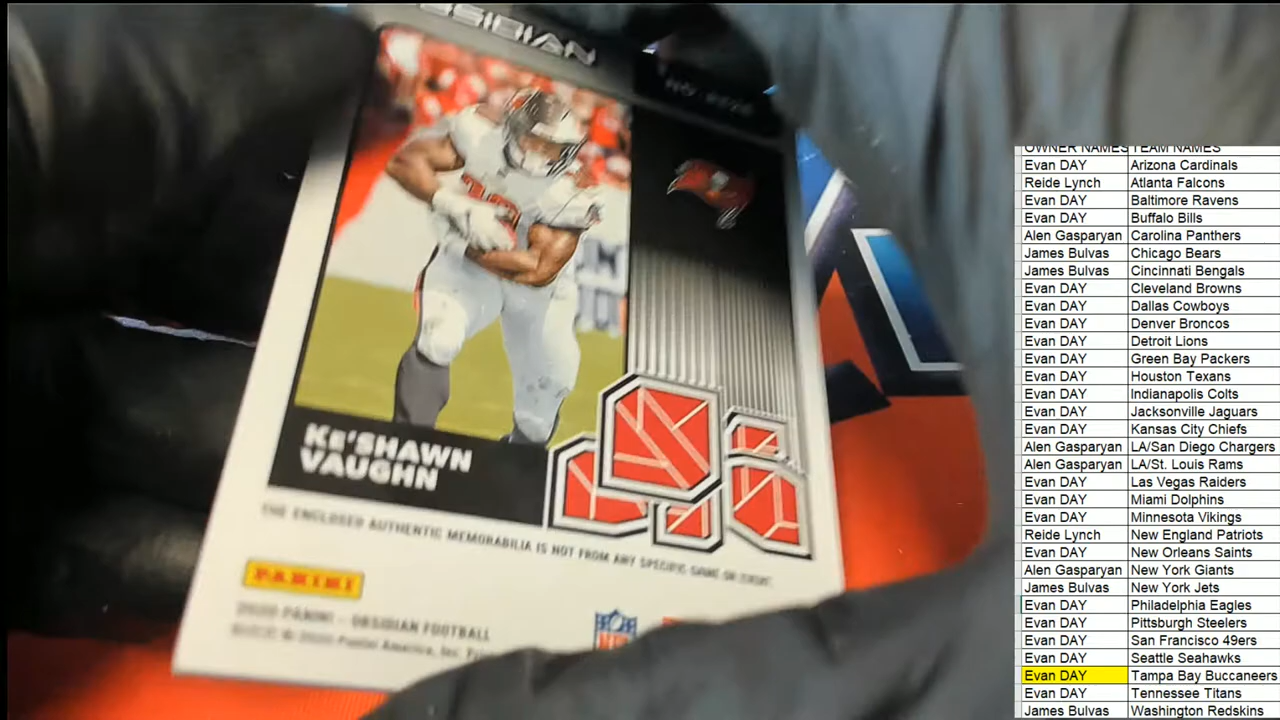 OBSIDIAN
KE'SHAWN
VAUGHN
THE ENCLOSED AUTHENTIC MEMORABILIA IS NOT FROM ANY SPECIFIC GAME OR EVENT.
PANINI
2020 PANINI - OBSIDIAN FOOTBALL
© 2020 Panini America, Inc.
NFL
OWNER NAMES TEAM NAMES
Evan DAY Arizona Cardinals
Reide Lynch Atlanta Falcons
Evan DAY Baltimore Ravens
Evan DAY Buffalo Bills
Alen Gasparyan Carolina Panthers
James Bulvas Chicago Bears
James Bulvas Cincinnati Bengals
Evan DAY Cleveland Browns
Evan DAY Dallas Cowboys
Evan DAY Denver Broncos
Evan DAY Detroit Lions
Evan DAY Green Bay Packers
Evan DAY Houston Texans
Evan DAY Indianapolis Colts
Evan DAY Jacksonville Jaguars
Evan DAY Kansas City Chiefs
Alen Gasparyan LA/San Diego Chargers
Alen Gasparyan LA/St. Louis Rams
Evan DAY Las Vegas Raiders
Evan DAY Miami Dolphins
Evan DAY Minnesota Vikings
Reide Lynch New England Patriots
Evan DAY New Orleans Saints
Alen Gasparyan New York Giants
James Bulvas New York Jets
Evan DAY Philadelphia Eagles
Evan DAY Pittsburgh Steelers
Evan DAY San Francisco 49ers
Evan DAY Seattle Seahawks
Evan DAY Tampa Bay Buccaneers
Evan DAY Tennessee Titans
James Bulvas Washington Redskins